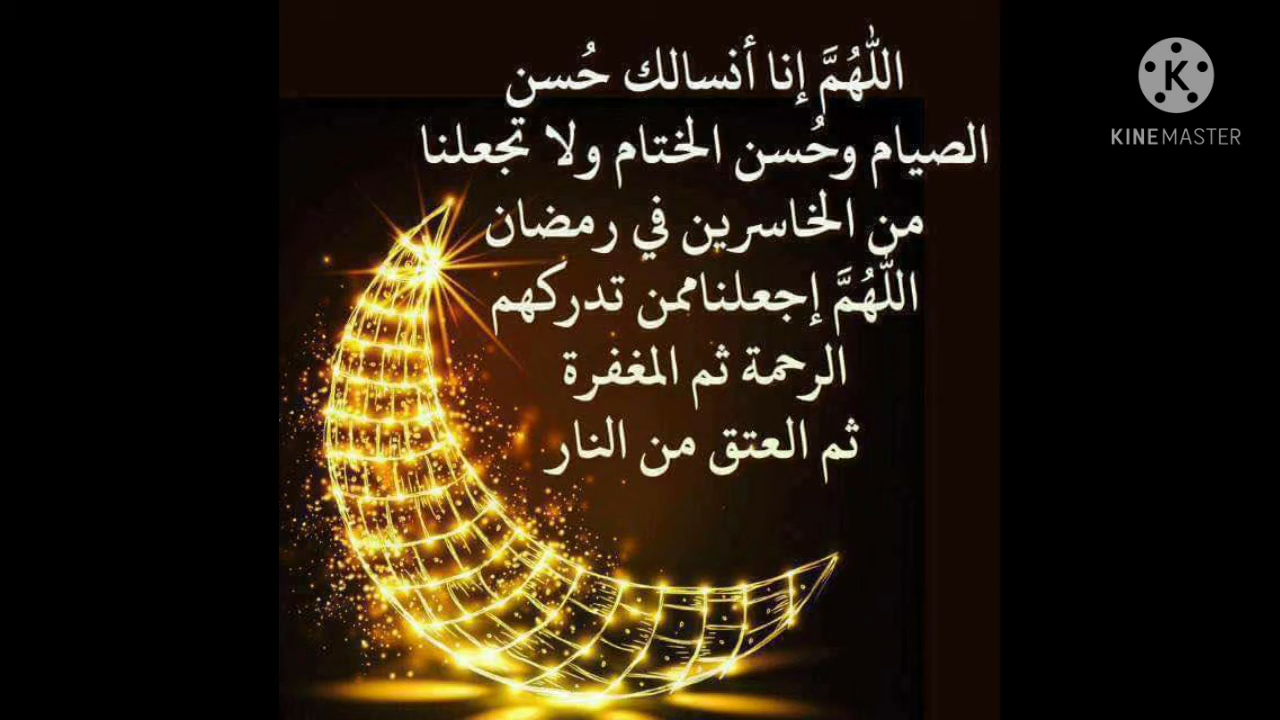 اللّٰهُمَّ إنا أنسالك حُسن
الصيام وحُسن الختام ولا تجعلنا
من الخاسرين في رمضان
اللّٰهُمَّ إجعلناممن تدركهم
الرحمة ثم المغفرة
ثم العتق من النار
K
KINEMASTER